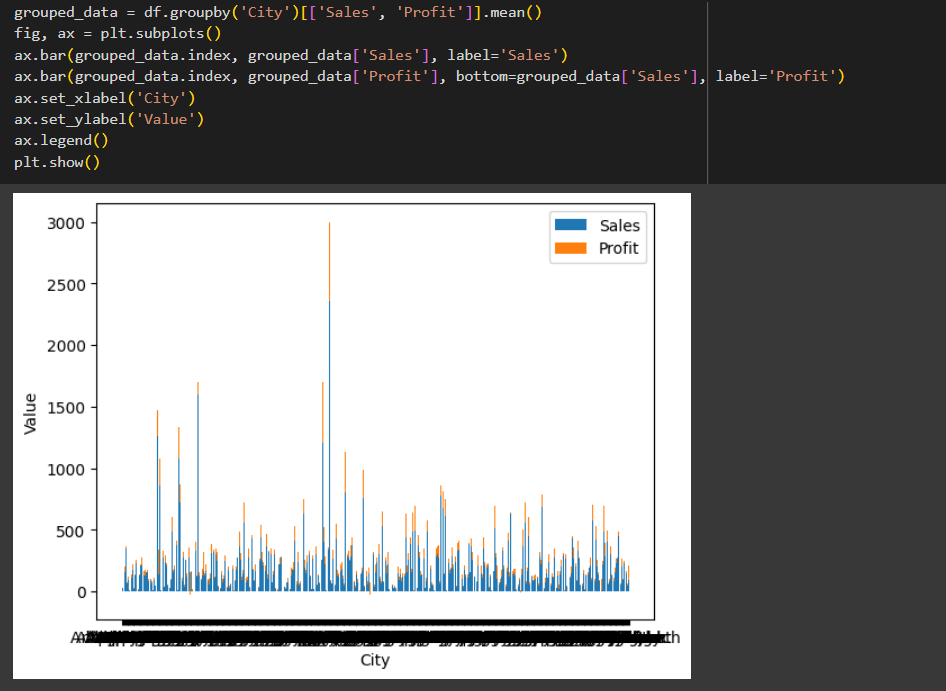 grouped_data = df.groupby('City')[['Sales', 'Profit']].mean()
fig, ax = plt.subplots()
ax.bar(grouped_data.index, grouped_data['Sales'], label='Sales')
ax.bar(grouped_data.index, grouped_data['Profit'], bottom=grouped_data['Sales'], label='Profit')
ax.set_xlabel('City')
ax.set_ylabel('Value')
ax.legend()
plt.show()
3000
Sales
Profit
2500
2000
1500
Value
1000
500
0
City